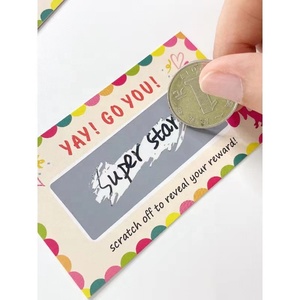 YAY! GO YOU!
Super star
scratch off to reveal your reward!